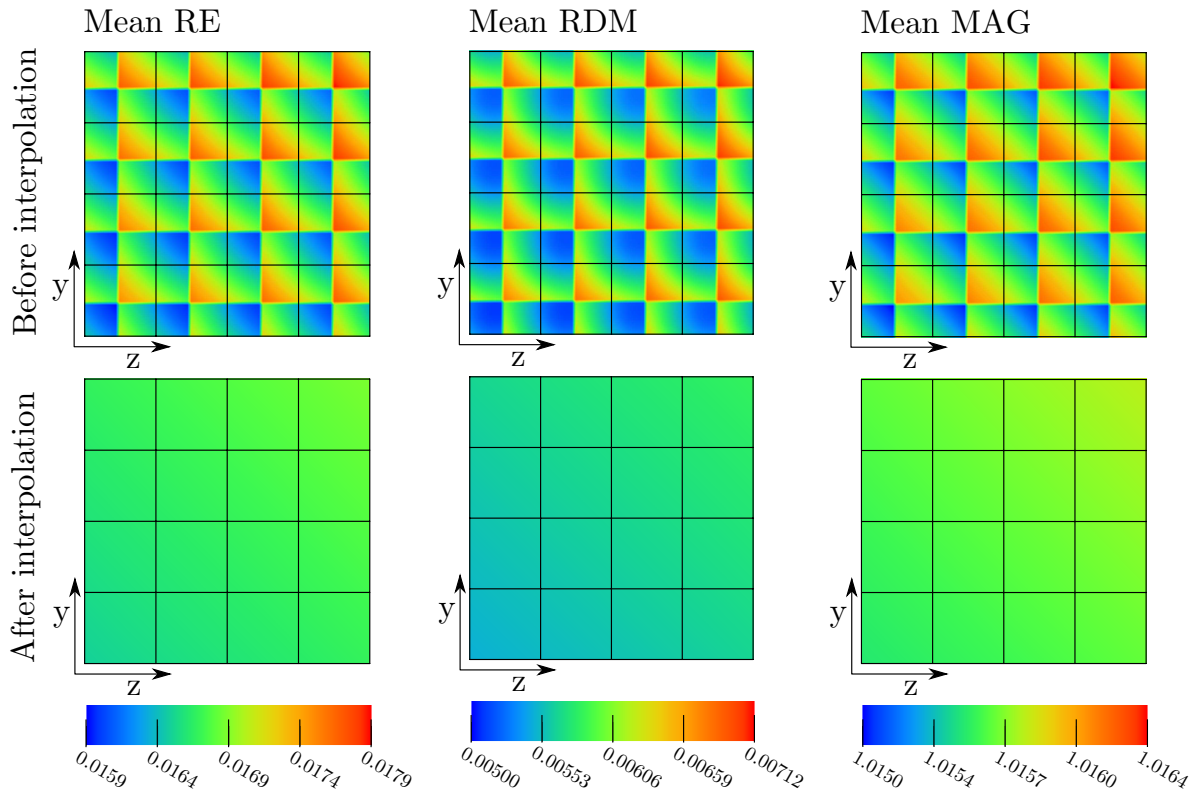 Mean RE
Mean RDM
Mean MAG
Before interpolation
y
z
y
z
y
z
After interpolation
y
z
y
z
y
z
0.0159
0.0164
0.0169
0.0174
0.0179
0.00500
0.00553
0.00606
0.00659
0.00712
1.0150
1.0154
1.0157
1.0160
1.0164